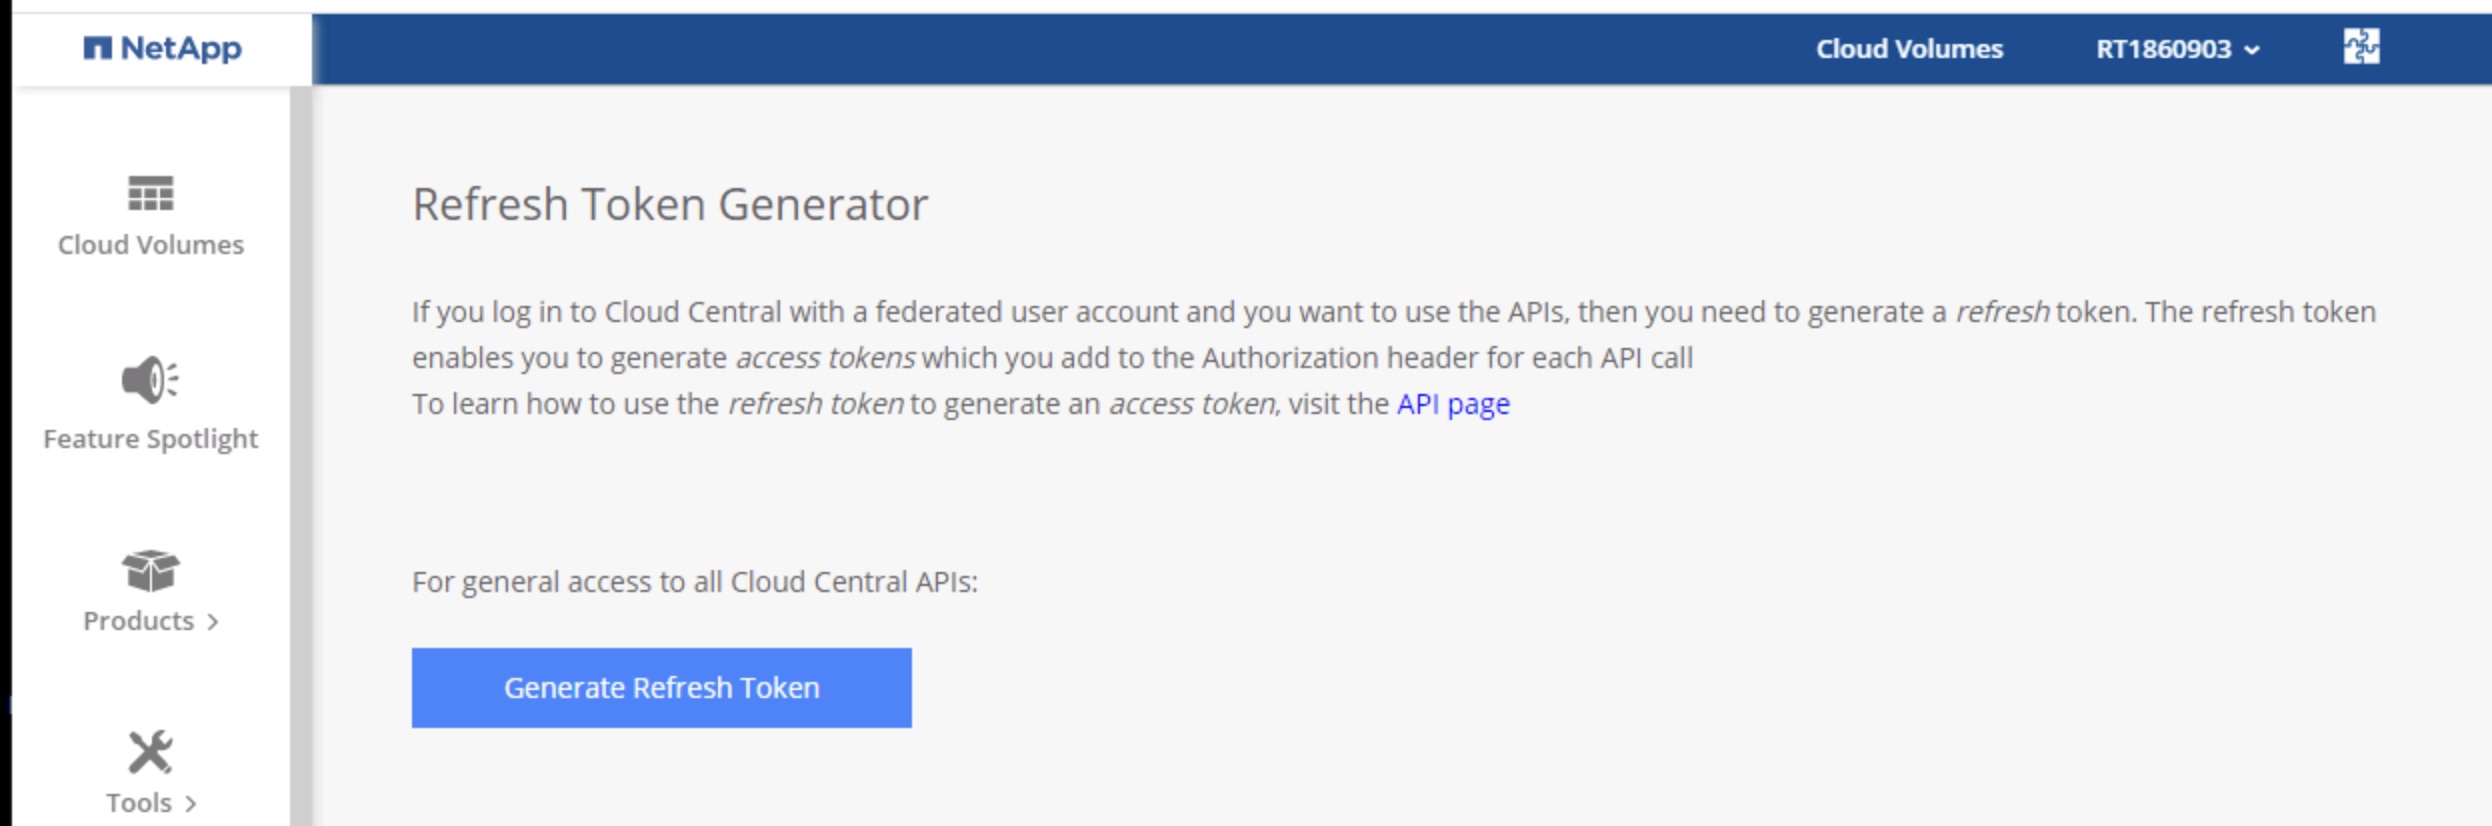 NetApp
Cloud Volumes
RT1860903
Cloud Volumes
Feature Spotlight
Products >
Tools >
Refresh Token Generator
If you log in to Cloud Central with a federated user account and you want to use the APIs, then you need to generate a refresh token. The refresh token
enables you to generate access tokens which you add to the Authorization header for each API call
To learn how to use the refresh token to generate an access token, visit the API page
For general access to all Cloud Central APIs:
Generate Refresh Token